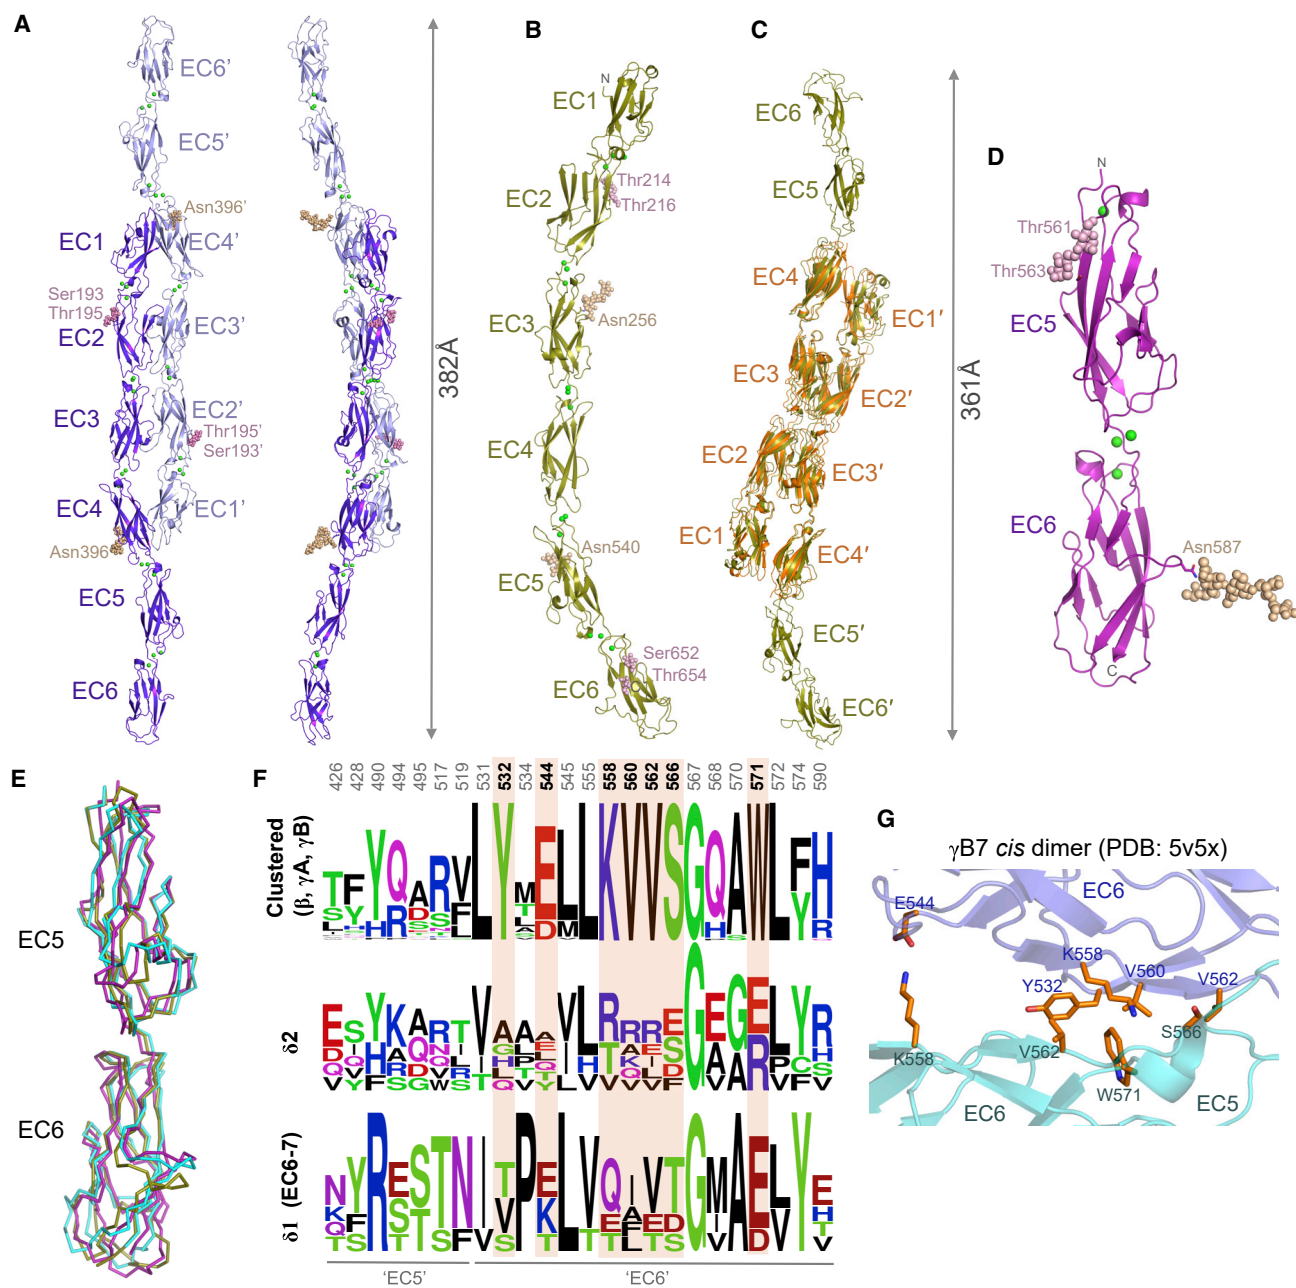 A
EC6’
EC5’
Asn396’
EC1
EC4’
Ser193
Thr195
EC2
EC3’
EC3
EC2’
Thr195’
Ser193’
EC4
EC1’
Asn396
EC5
EC6
382Å
B
N
EC1
Thr214
EC2
Thr216
EC3
Asn256
EC4
Asn540
EC5
Ser652
Thr654
EC6
C
C
EC6
EC5
EC4
EC1′
EC3
EC2′
EC2
EC3′
EC1
EC4′
EC5′
EC6′
361Å
D
N
Thr561
Thr563
EC5
EC6
Asn587
C
E
EC5
EC6
F
426 428 490 494 495 517 519 531 532 534 544 545 555 558 560 562 566 567 568 570 571 572 574 590
Clustered
(β, γA, γB)
δ2
δ1 (EC6-7)
‘EC5’
‘EC6’
G
γB7 cis dimer (PDB: 5v5x)
EC6
E544
K558
V560
Y532
V562
S566
K558
V562
W571
EC6
EC5